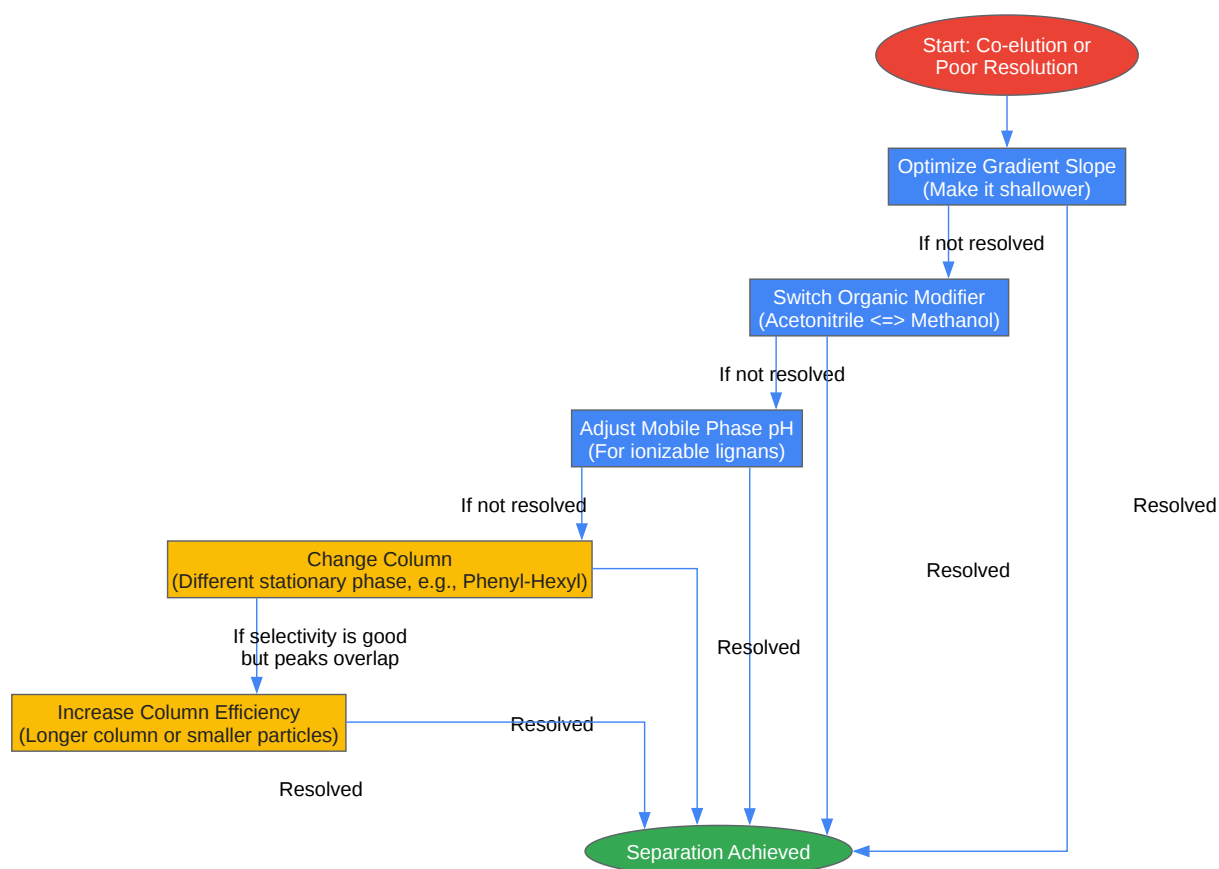 Start: Co-elution or
Poor Resolution
Optimize Gradient Slope
(Make it shallower)
If not resolved
Switch Organic Modifier
(Acetonitrile <=> Methanol)
If not resolved
Adjust Mobile Phase pH
(For ionizable lignans)
If not resolved
Resolved
Change Column
(Different stationary phase, e.g., Phenyl-Hexyl)
Resolved
If selectivity is good
but peaks overlap
Resolved
Increase Column Efficiency
(Longer column or smaller particles)
Resolved
Resolved
Separation Achieved